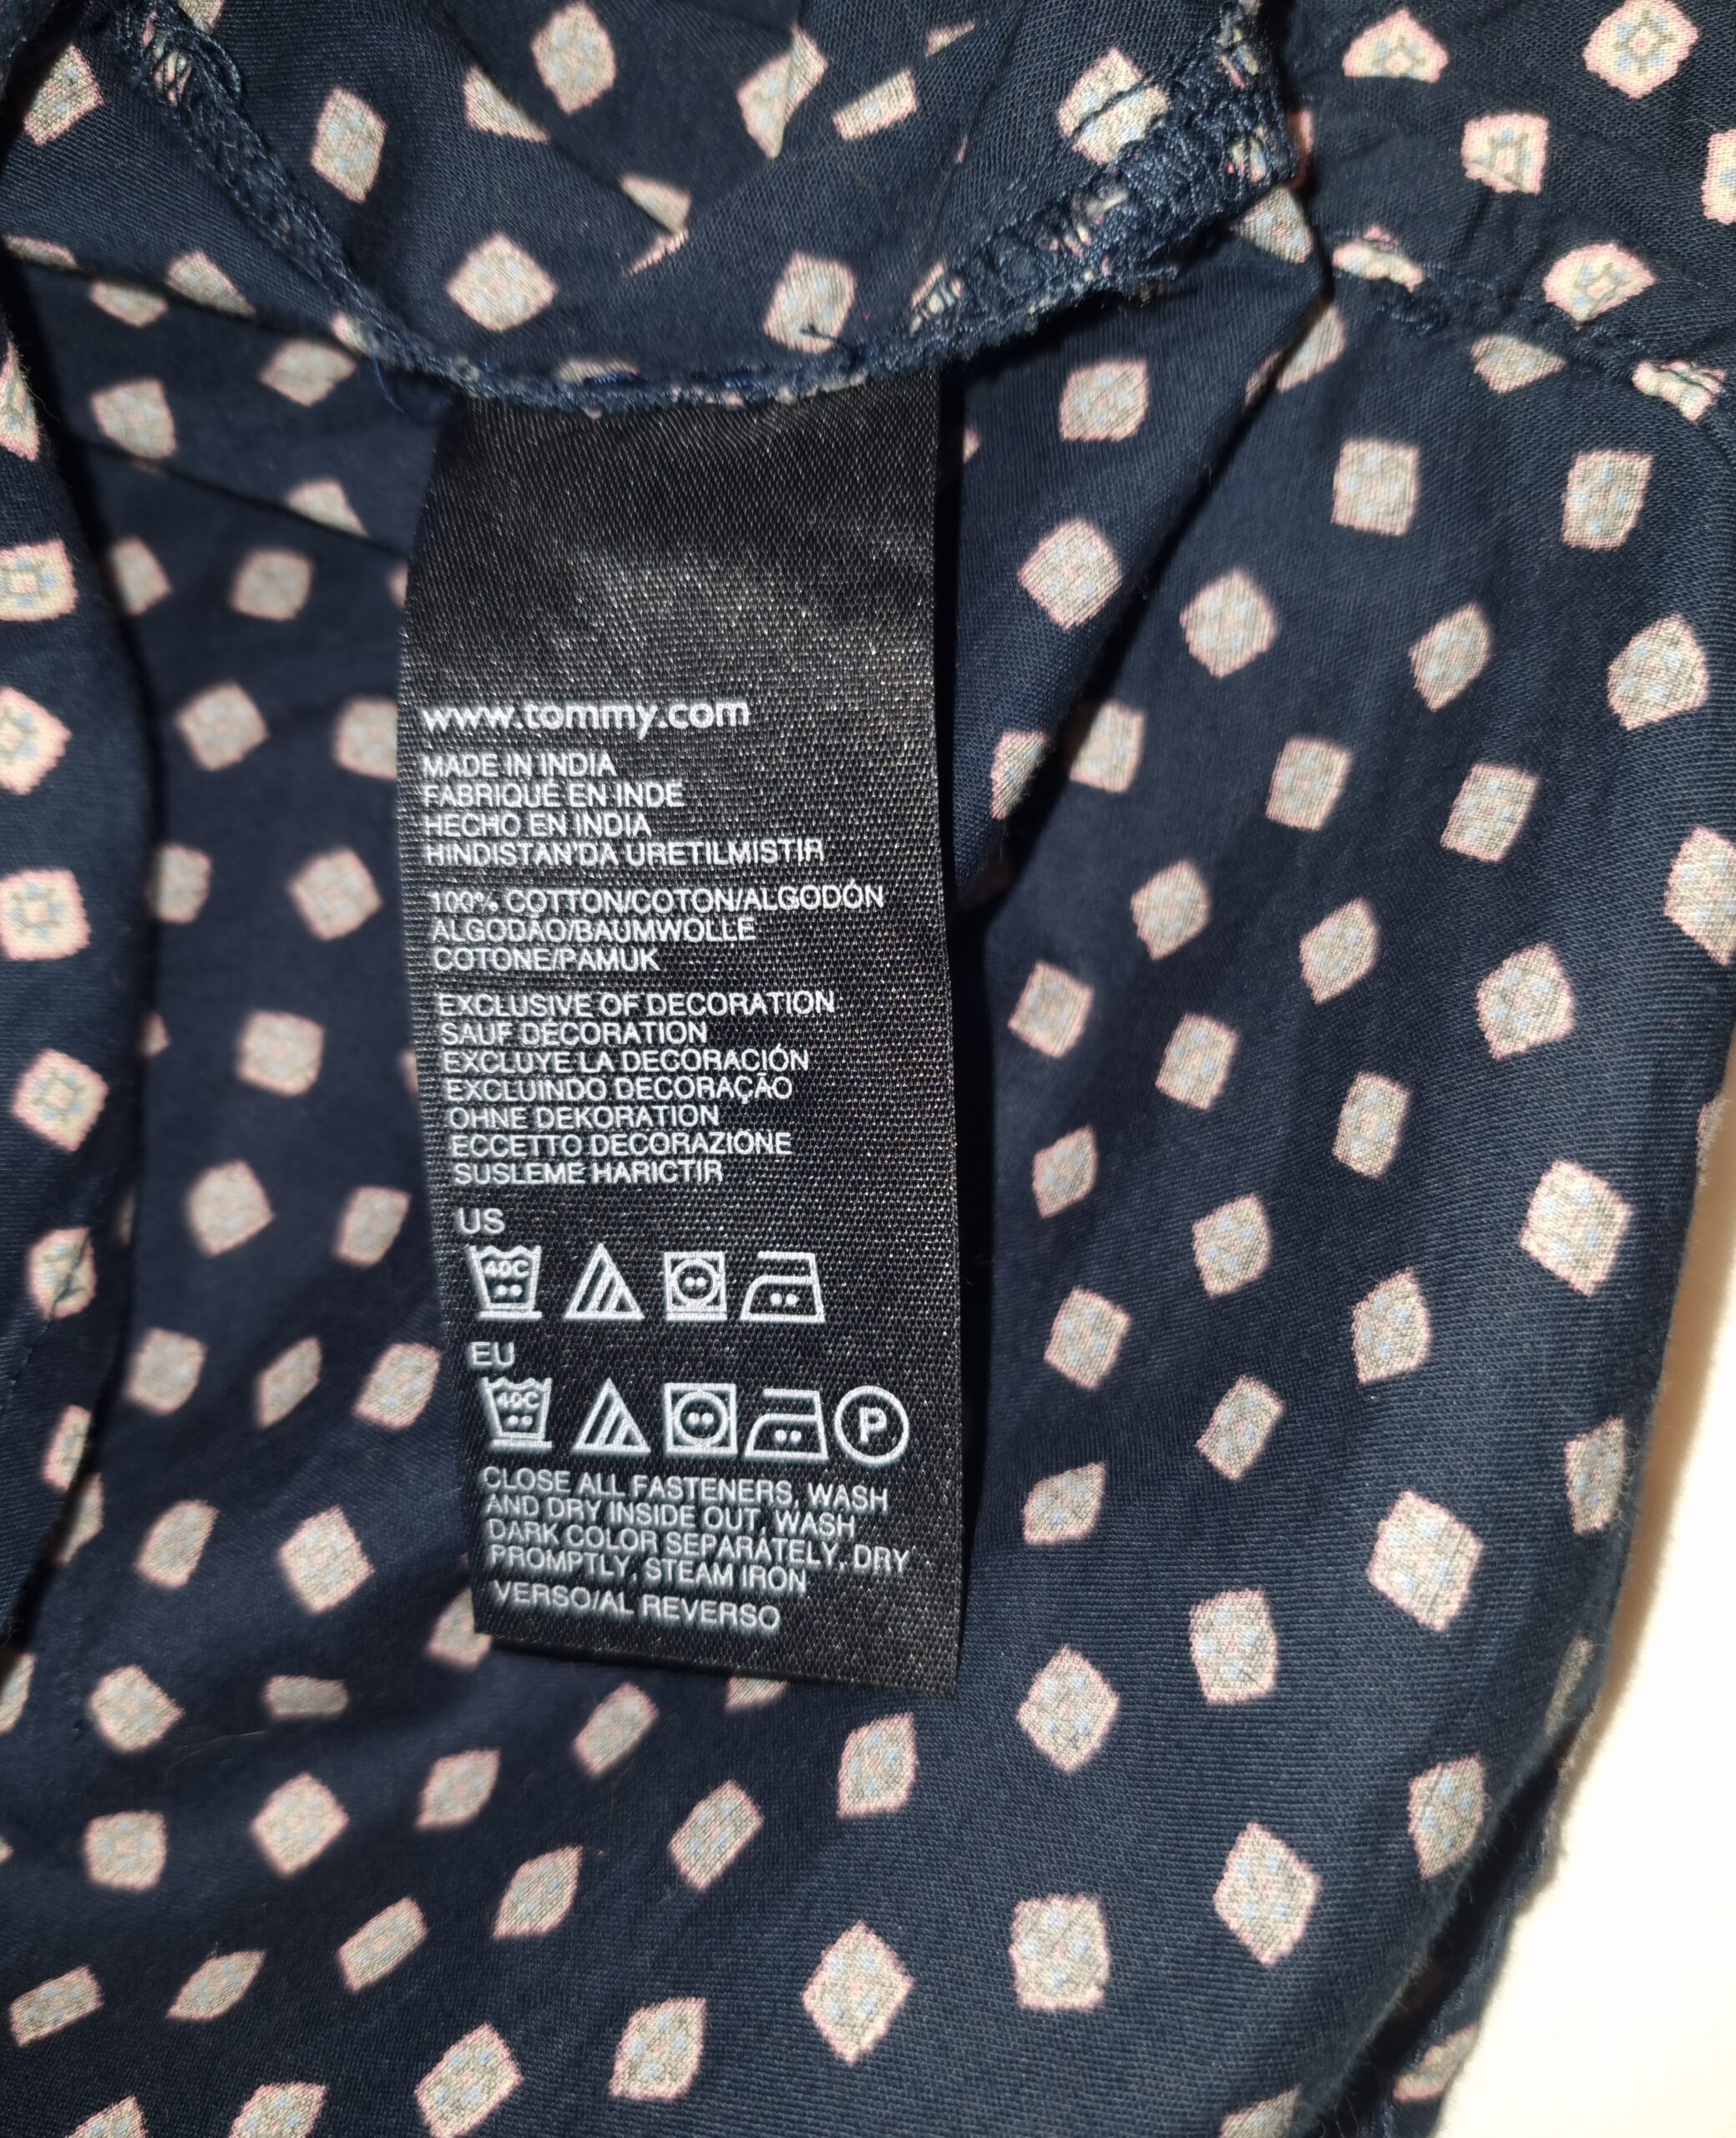 www.tommy.com
MADE IN INDIA
FABRIQUÉ EN INDE
HECHO EN INDIA
HINDISTAN'DA URETILMISTIR
100% COTTON/COTON/ALGODÓN
ALGODÃO/BAUMWOLLE
COTONE/PAMUK
EXCLUSIVE OF DECORATION
SAUF DÉCORATION
EXCLUYE LA DECORACIÓN
EXCLUINDO DECORAÇÃO
OHNE DEKORATION
ECCETTO DECORAZIONE
SUSLEME HARICTIR
US
40C
EU
40C P
CLOSE ALL FASTENERS, WASH
AND DRY INSIDE OUT, WASH
DARK COLOR SEPARATELY, DRY
PROMPTLY, STEAM IRON
VERSO/AL REVERSO